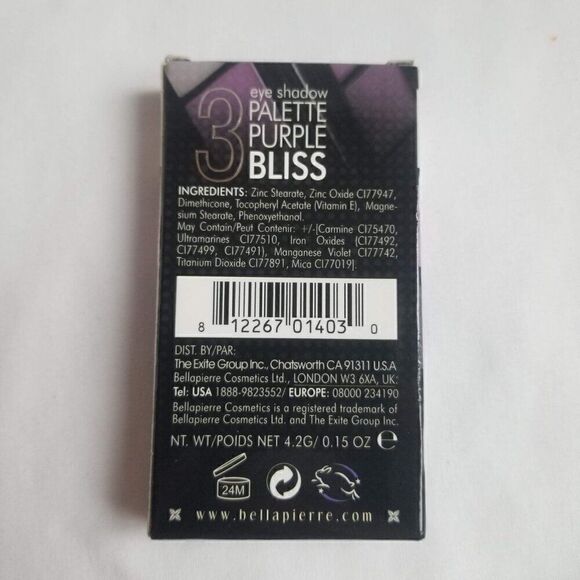 3
eye shadow
PALETTE
PURPLE
BLISS
INGREDIENTS: Zinc Stearate, Zinc Oxide CI77947,
Dimethicone, Tocopheryl Acetate (Vitamin E), Magne-
sium Stearate, Phenoxyethanol.
May Contain/Peut Contenir: +/-[Carmine CI75470,
Ultramarines CI77510, Iron Oxides (CI77492,
CI77499, CI77491), Manganese Violet CI77742,
Titanium Dioxide CI77891, Mica CI77019].
8 12267 01403 0
DIST. BY/PAR:
The Exite Group Inc., Chatsworth CA 91311 U.S.A
Bellapierre Cosmetics Ltd., LONDON W3 6XA, UK.
Tel: USA 1888-9823552/ EUROPE: 08000 234190
Bellapierre Cosmetics is a registered trademark of
Bellapierre Cosmetics Ltd. and The Exite Group Inc.
NT. WT/POIDS NET 4.2G/ 0.15 OZ ℮
24M
www.bellapierre.com